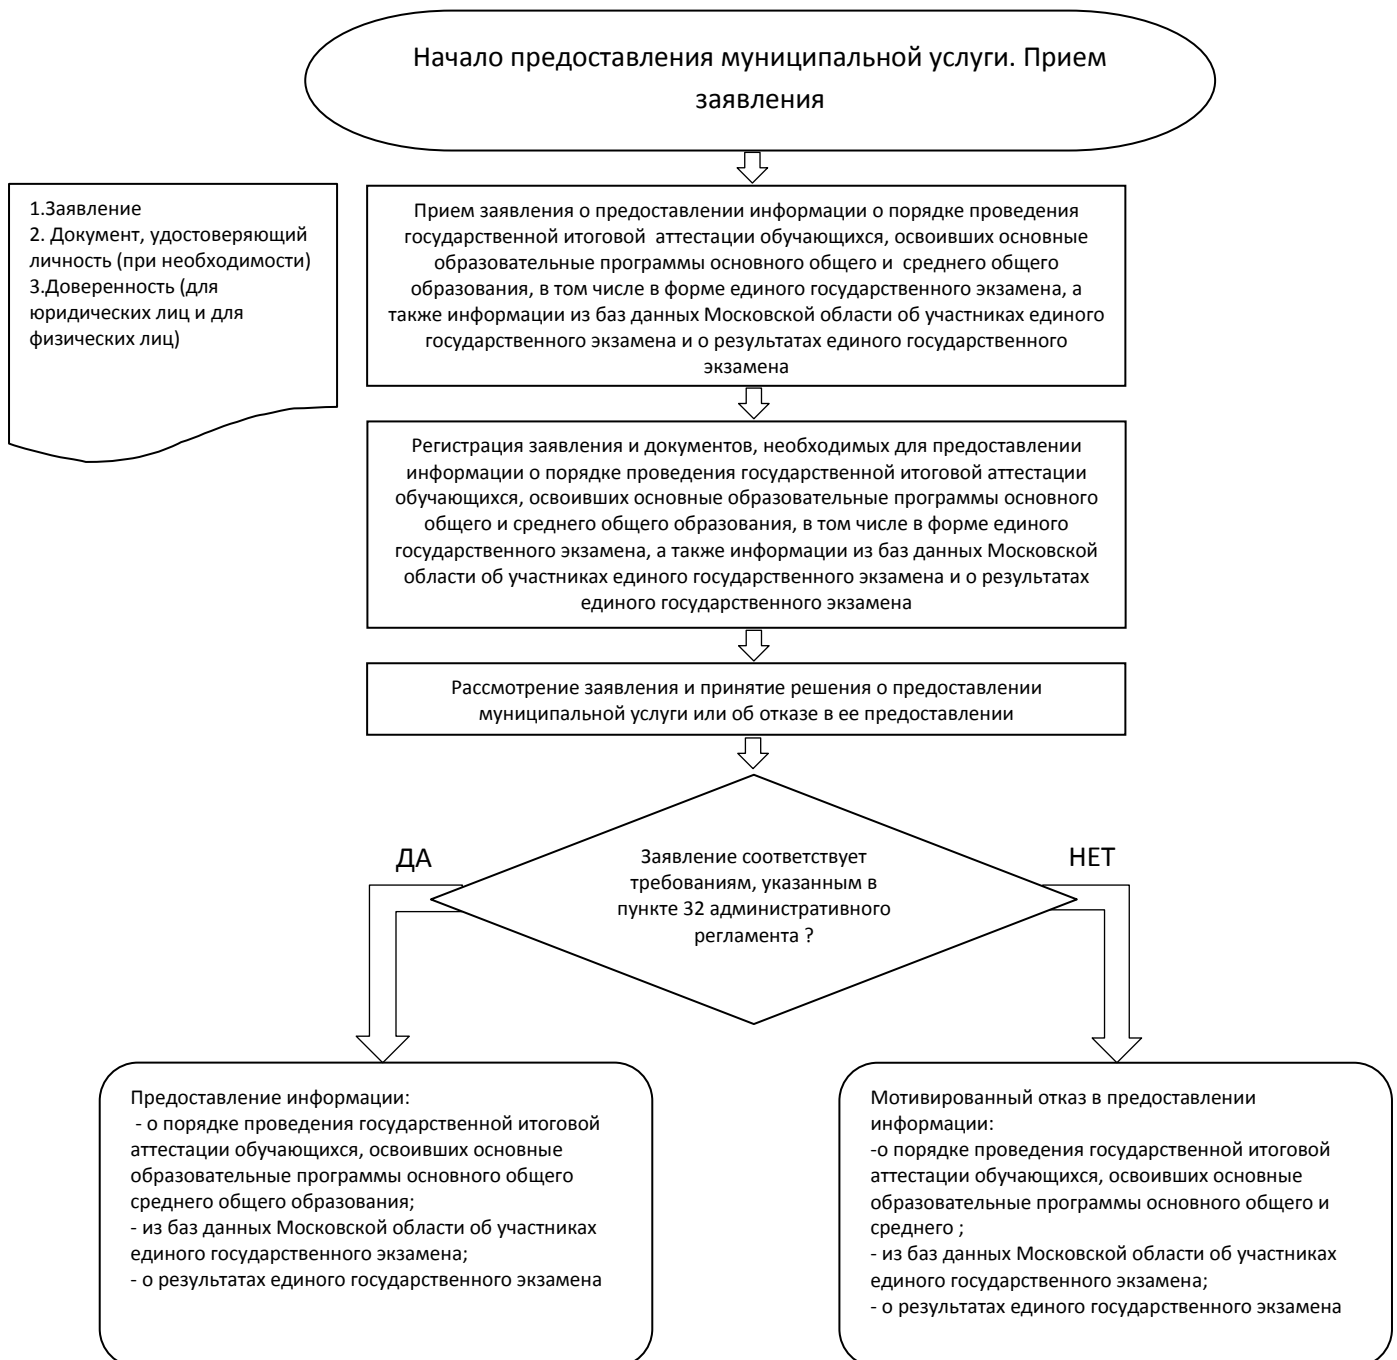 Начало предоставления муниципальной услуги. Прием
заявления
1.Заявление
2. Документ, удостоверяющий
личность (при необходимости)
3.Доверенность (для
юридических лиц и для
физических лиц)
Прием заявления о предоставлении информации о порядке проведения
государственной итоговой аттестации обучающихся, освоивших основные
образовательные программы основного общего и среднего общего
образования, в том числе в форме единого государственного экзамена, а
также информации из баз данных Московской области об участниках единого
государственного экзамена и о результатах единого государственного
экзамена
Регистрация заявления и документов, необходимых для предоставлении
информации о порядке проведения государственной итоговой аттестации
обучающихся, освоивших основные образовательные программы основного
общего и среднего общего образования, в том числе в форме единого
государственного экзамена, а также информации из баз данных Московской
области об участниках единого государственного экзамена и о результатах
единого государственного экзамена
Рассмотрение заявления и принятие решения о предоставлении
муниципальной услуги или об отказе в ее предоставлении
ДА
Заявление соответствует
требованиям, указанным в
пункте 32 административного
регламента ?
НЕТ
Предоставление информации:
- о порядке проведения государственной итоговой
аттестации обучающихся, освоивших основные
образовательные программы основного общего
среднего общего образования;
- из баз данных Московской области об участниках
единого государственного экзамена;
- о результатах единого государственного экзамена
Мотивированный отказ в предоставлении
информации:
-о порядке проведения государственной итоговой
аттестации обучающихся, освоивших основные
образовательные программы основного общего и
среднего ;
- из баз данных Московской области об участниках
единого государственного экзамена;
- о результатах единого государственного экзамена